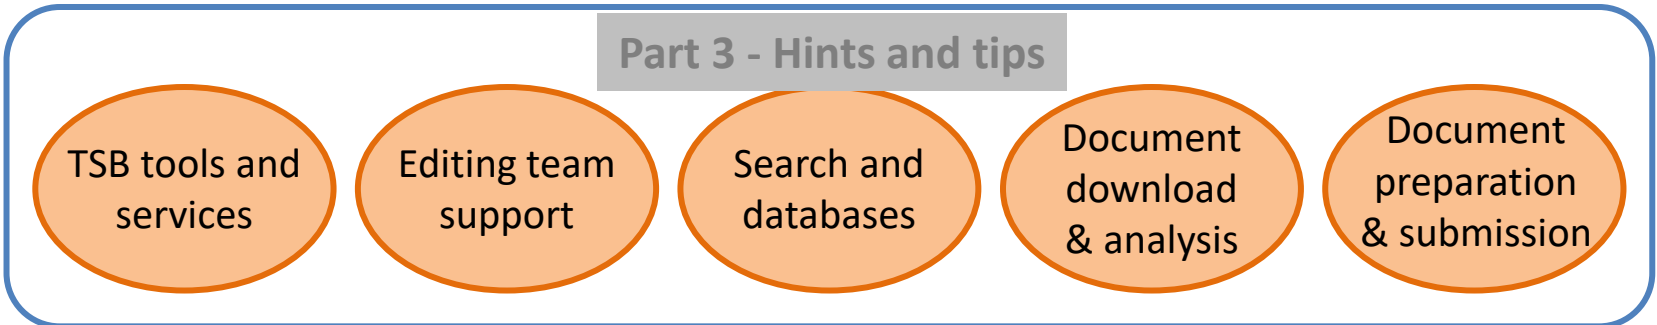 Part 3 - Hints and tips
TSB tools and
services
Editing team
support
Search and
databases
Document
download
& analysis
Document
preparation
& submission